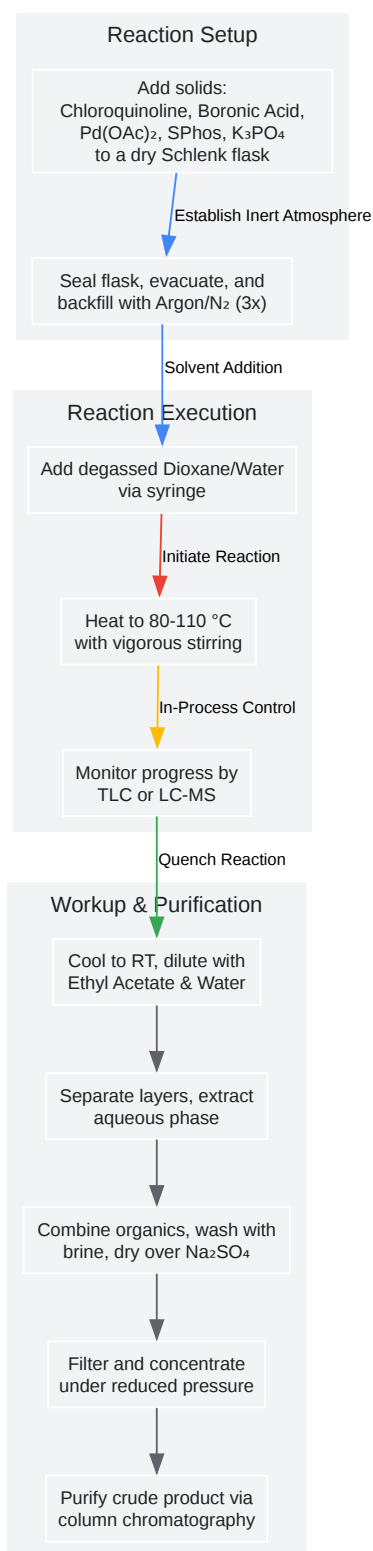 Reaction Setup
Add solids:
Chloroquinoline, Boronic Acid,
Pd(OAc)₂, SPhos, K₃PO₄
to a dry Schlenk flask
Establish Inert Atmosphere
Seal flask, evacuate, and
backfill with Argon/N₂ (3x)
Solvent Addition
Reaction Execution
Add degassed Dioxane/Water
via syringe
Initiate Reaction
Heat to 80-110 °C
with vigorous stirring
In-Process Control
Monitor progress by
TLC or LC-MS
Quench Reaction
Workup & Purification
Cool to RT, dilute with
Ethyl Acetate & Water
Separate layers, extract
aqueous phase
Combine organics, wash with
brine, dry over Na₂SO₄
Filter and concentrate
under reduced pressure
Purify crude product via
column chromatography